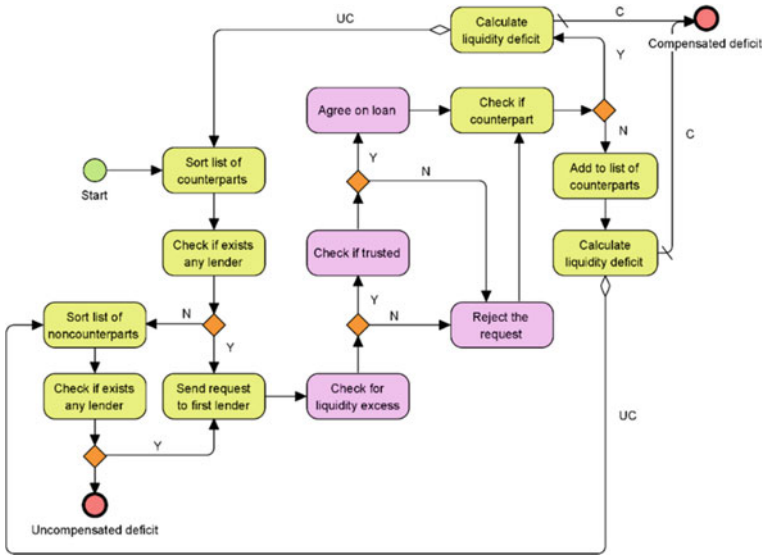 UC
Calculate
liquidity deficit
C
Compensated deficit
Y
Agree on loan
Check if
counterpart
N
C
Y
N
Sort list of
counterparts
Start
Add to list of
counterparts
Check if exists
any lender
Check if trusted
Calculate
liquidity deficit
Y
N
Sort list of
noncounterparts
N
Y
Reject the
request
Check if exists
any lender
Send request
to first lender
Check for
liquidity excess
UC
Y
Uncompensated deficit